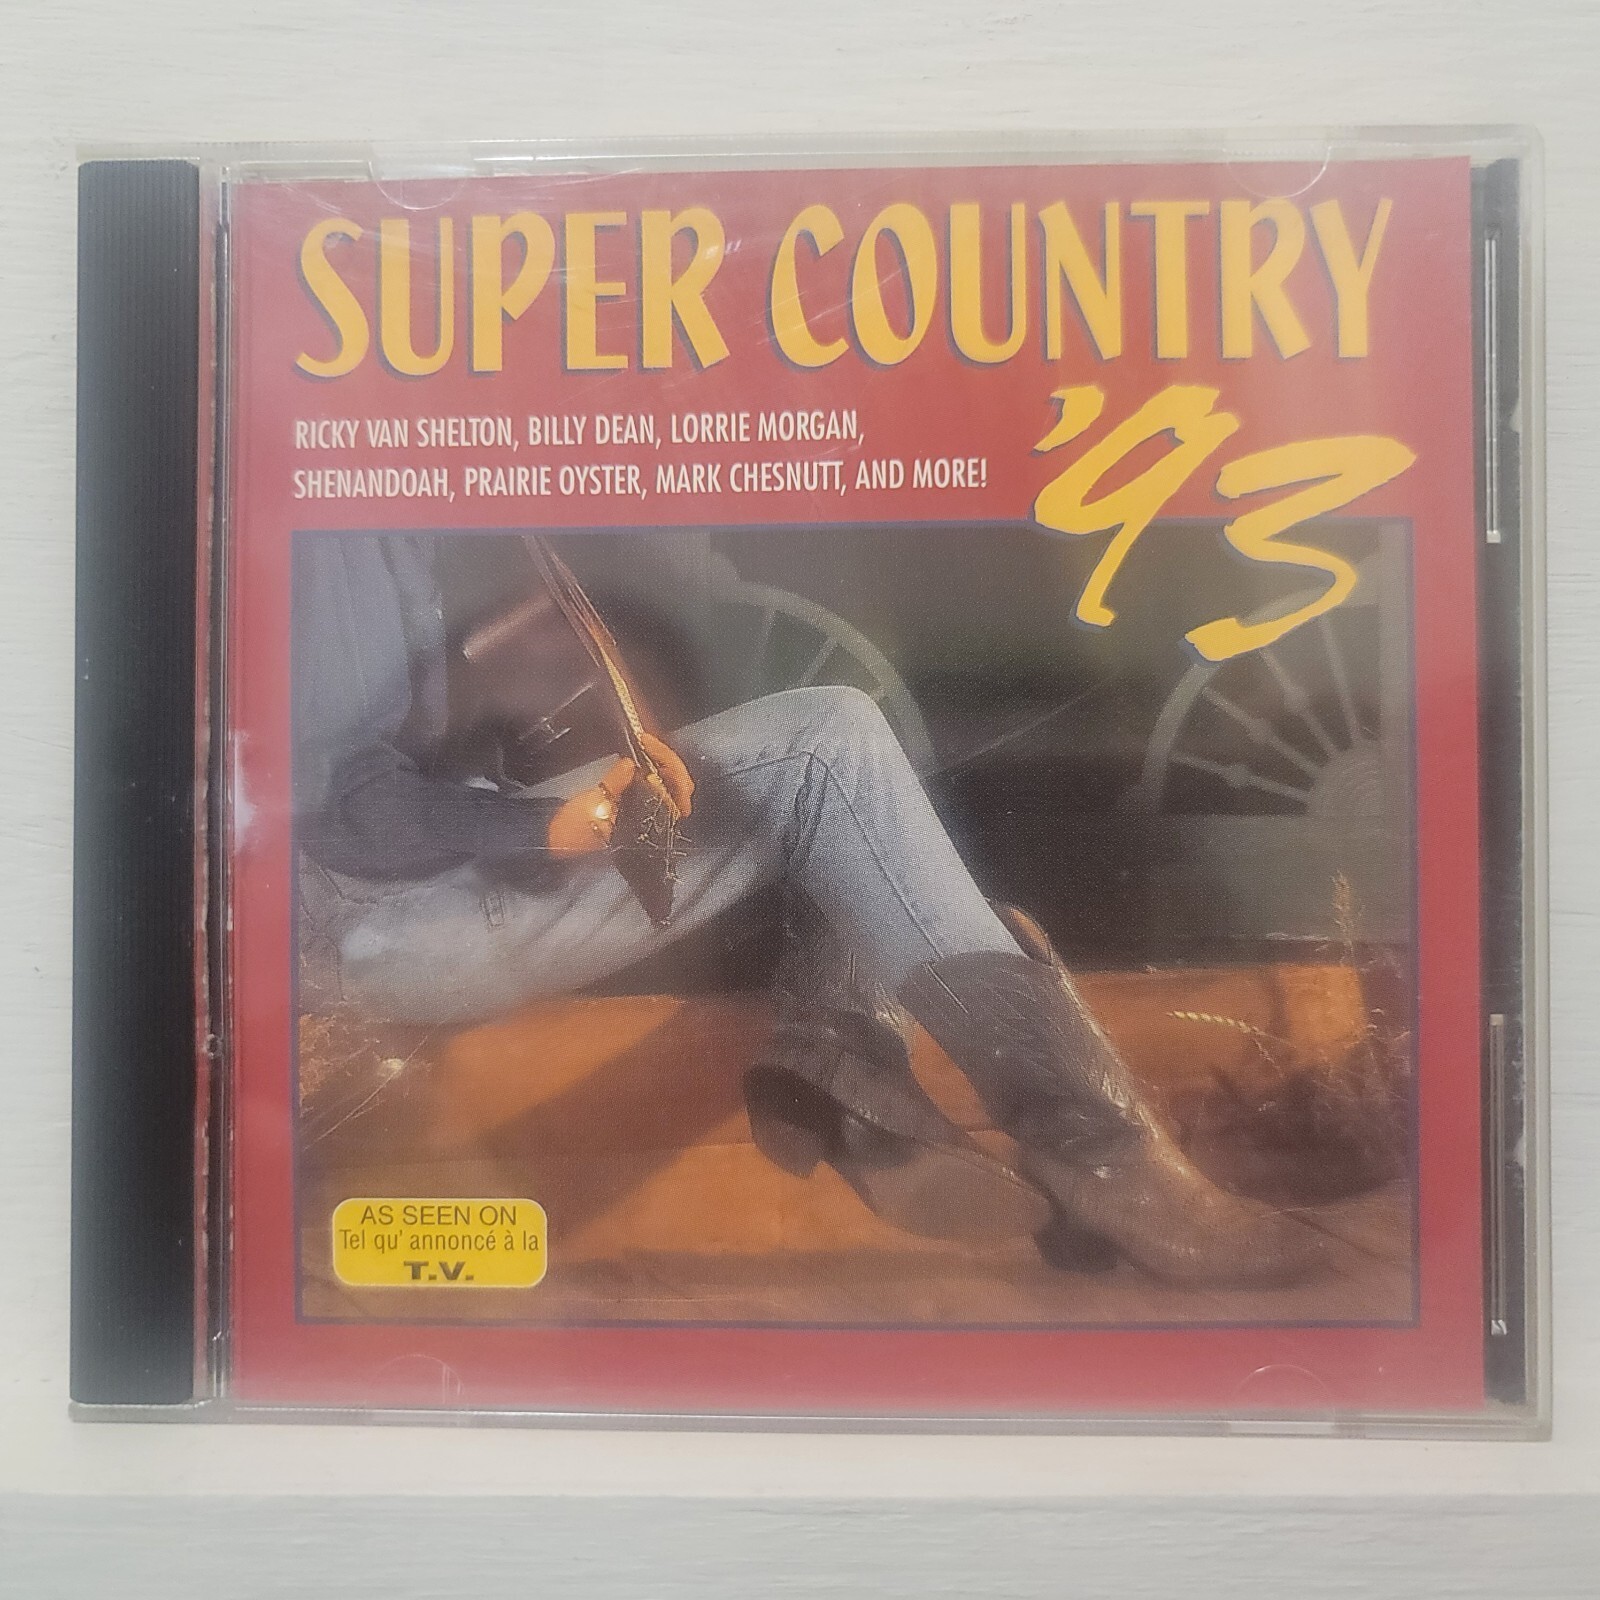 SUPER COUNTRY
'93
RICKY VAN SHELTON, BILLY DEAN, LORRIE MORGAN,
SHENANDOAH, PRAIRIE OYSTER, MARK CHESNUTT, AND MORE!
AS SEEN ON
Tel qu' annoncé à la
T.V.